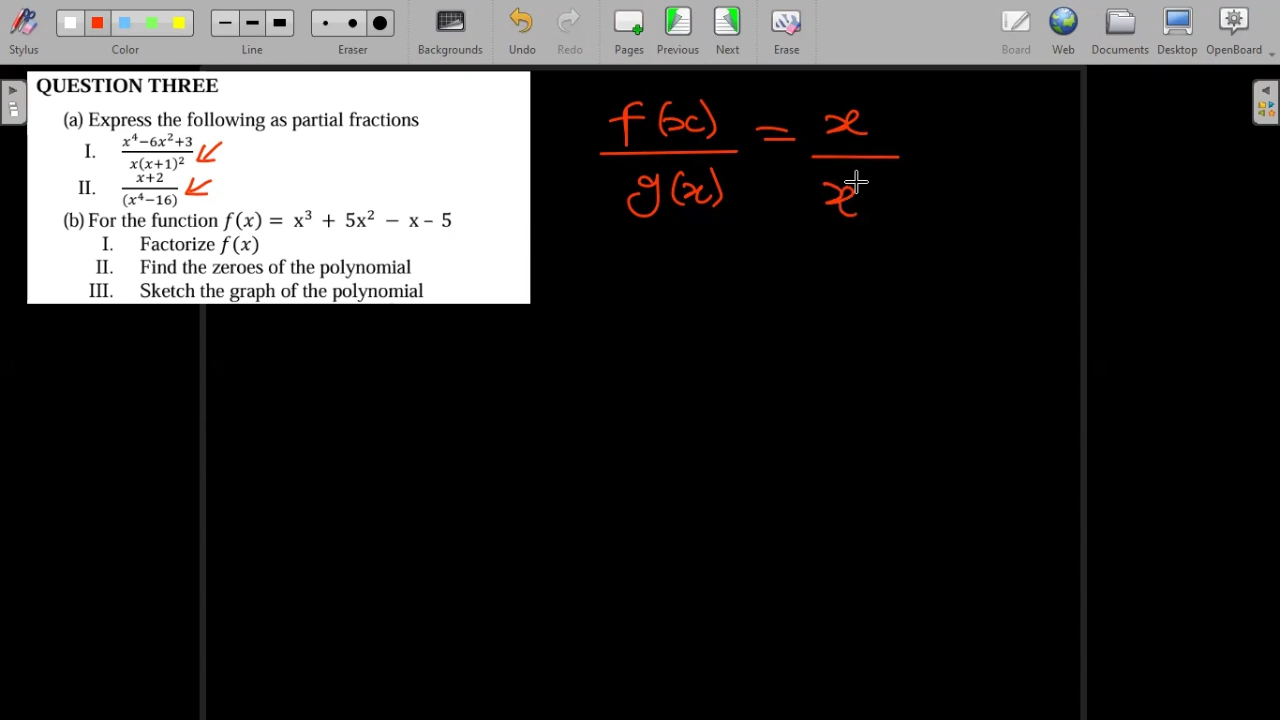 Stylus Color Line Eraser Backgrounds Undo Redo Pages Previous Next Erase Board Web Documents Desktop OpenBoard
QUESTION THREE
(a) Express the following as partial fractions
I. x⁴−6x²+3 / x(x+1)²
II. x+2 / (x⁴−16)
(b) For the function f(x) = x³ + 5x² − x – 5
I. Factorize f(x)
II. Find the zeroes of the polynomial
III. Sketch the graph of the polynomial
f(x) / g(x) = x / x